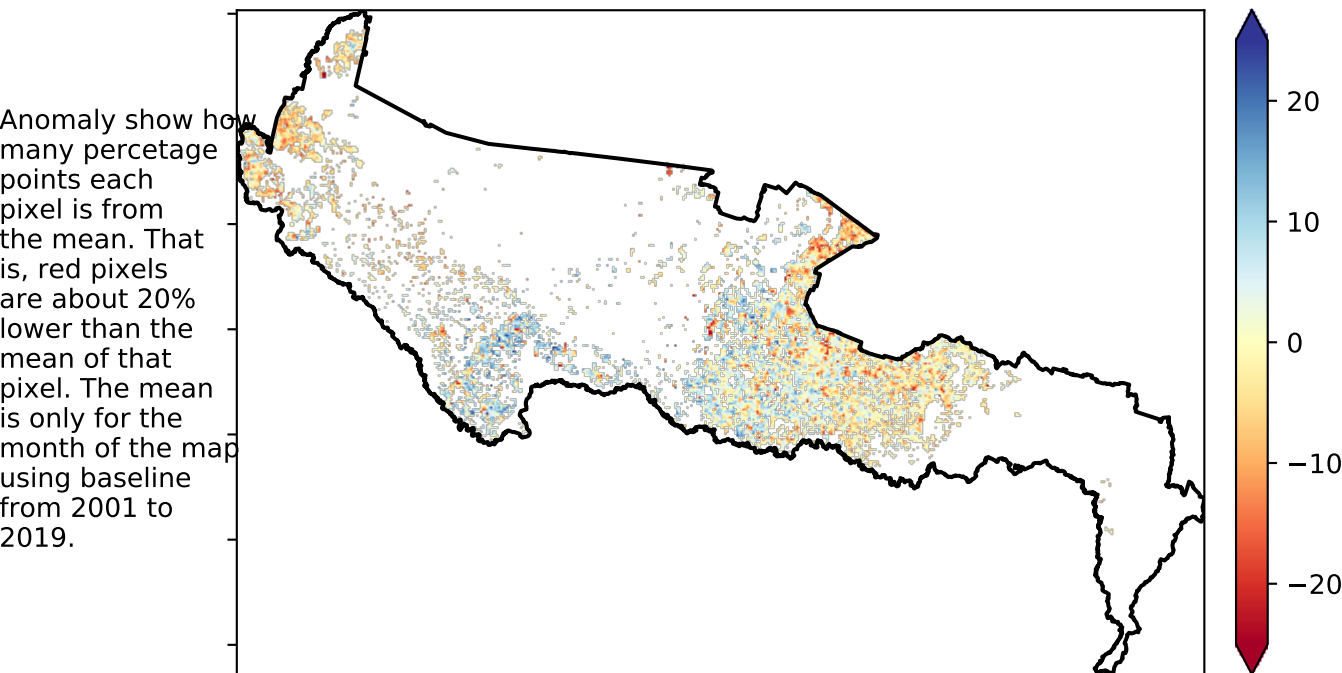 Anomaly show how
many percetage
points each
pixel is from
the mean. That
is, red pixels
are about 20%
lower than the
mean of that
pixel. The mean
is only for the
month of the map
using baseline
from 2001 to
2019.
20
10
0
−10
−20